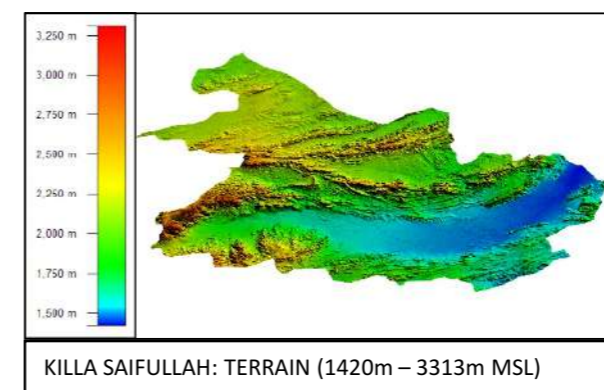 3,250 m
3,000 m
2,750 m
2,500 m
2,250 m
2,000 m
1,750 m
1,500 m
KILLA SAIFULLAH: TERRAIN (1420m – 3313m MSL)